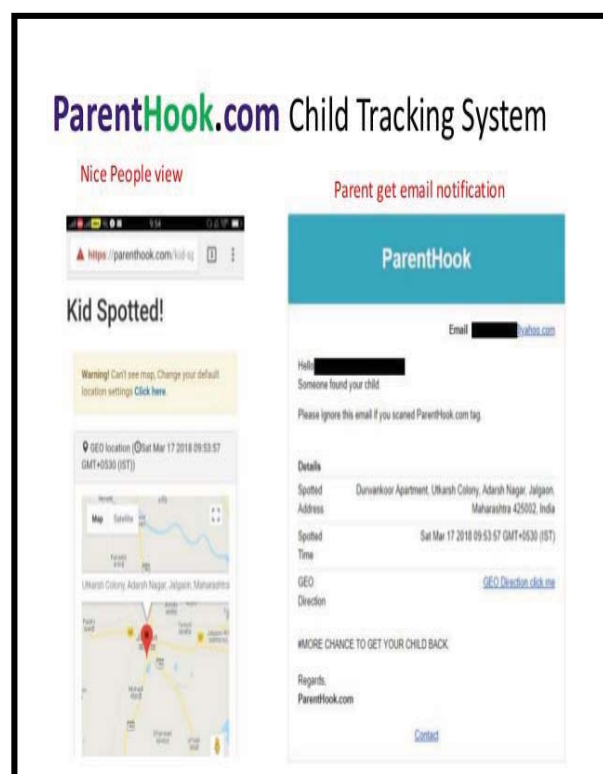 ParentHook.com Child Tracking System
Nice People view
Parent get email notification
9:54
https://parenthook.com/kid-sp
Kid Spotted!
Warning! Can't see map, Change your default
location settings Click here
GEO location (Sat Mar 17 2018 09:53:57
GMT+0530 (IST))
Map Satellite
Utkarsh Colony, Adarsh Nagar, Jalgaon, Maharashtra
ParentHook
Email @yahoo.com
Hello
Someone found your child.
Please ignore this email if you scaned ParentHook.com tag.
Details
Spotted Address
Durvankoor Apartment, Utkarsh Colony, Adarsh Nagar, Jalgaon,
Maharashtra 425002, India
Spotted Time
Sat Mar 17 2018 09:53:57 GMT+0530 (IST)
GEO Direction
GEO Direction click me
#MORE CHANCE TO GET YOUR CHILD BACK.
Regards,
ParentHook.com
Contact